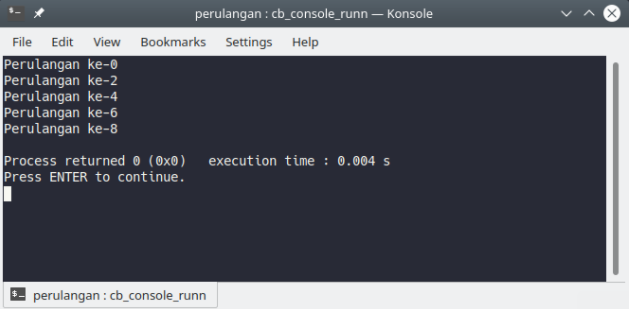 perulangan : cb_console_runn — Konsole
File Edit View Bookmarks Settings Help
Perulangan ke-0
Perulangan ke-2
Perulangan ke-4
Perulangan ke-6
Perulangan ke-8
Process returned 0 (0x0)   execution time : 0.004 s
Press ENTER to continue.
perulangan : cb_console_runn